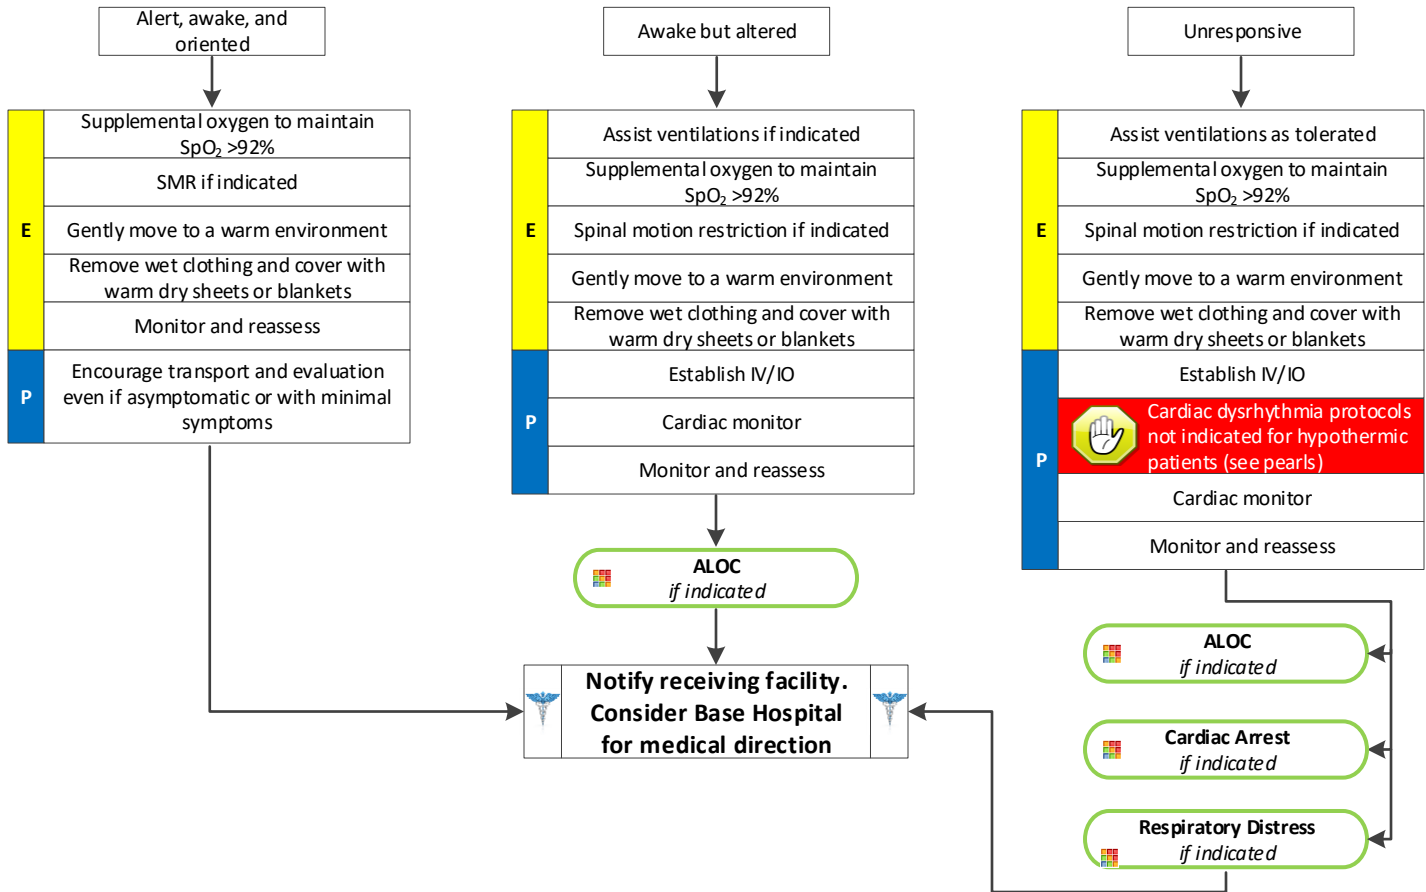 Alert, awake, and
oriented
Supplemental oxygen to maintain
SpO₂ >92%
SMR if indicated
E
Gently move to a warm environment
Remove wet clothing and cover with
warm dry sheets or blankets
Monitor and reassess
P
Encourage transport and evaluation
even if asymptomatic or with minimal
symptoms
Awake but altered
Assist ventilations if indicated
Supplemental oxygen to maintain
SpO₂ >92%
E
Spinal motion restriction if indicated
Gently move to a warm environment
Remove wet clothing and cover with
warm dry sheets or blankets
Establish IV/IO
P
Cardiac monitor
Monitor and reassess
ALOC
if indicated
Unresponsive
Assist ventilations as tolerated
Supplemental oxygen to maintain
SpO₂ >92%
E
Spinal motion restriction if indicated
Gently move to a warm environment
Remove wet clothing and cover with
warm dry sheets or blankets
Establish IV/IO
Cardiac dysrhythmia protocols
not indicated for hypothermic
patients (see pearls)
P
Cardiac monitor
Monitor and reassess
ALOC
if indicated
Cardiac Arrest
if indicated
Respiratory Distress
if indicated
Notify receiving facility.
Consider Base Hospital
for medical direction